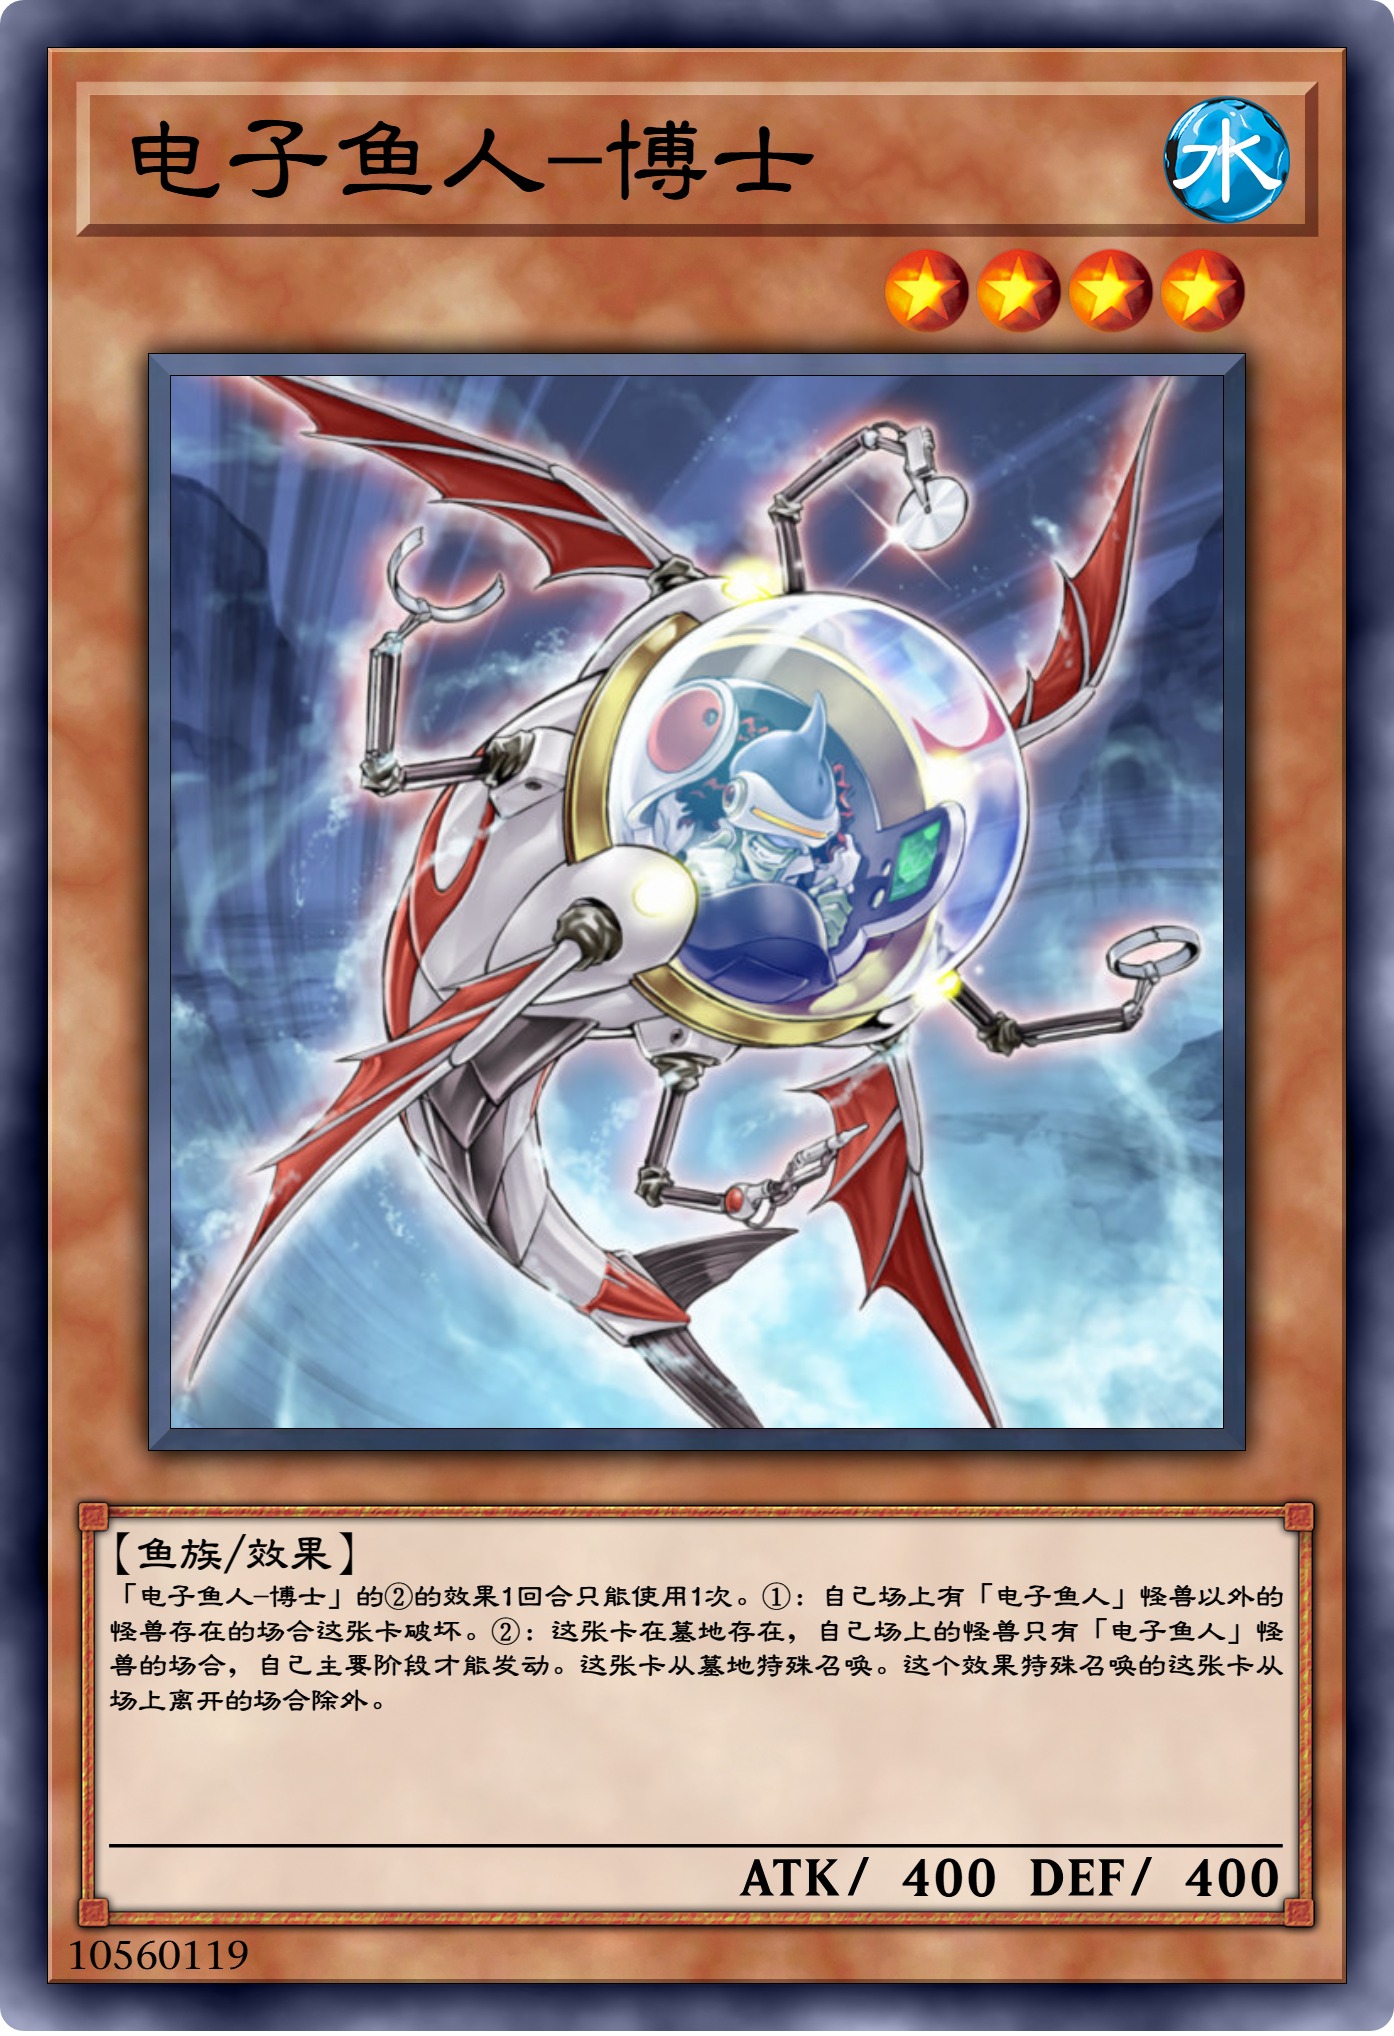 电子鱼人-博士
水
【鱼族/效果】
「电子鱼人-博士」的②的效果1回合只能使用1次。①：自己场上有「电子鱼人」怪兽以外的
怪兽存在的场合这张卡破坏。②：这张卡在墓地存在，自己场上的怪兽只有「电子鱼人」怪
兽的场合，自己主要阶段才能发动。这张卡从墓地特殊召唤。这个效果特殊召唤的这张卡从
场上离开的场合除外。
ATK/ 400 DEF/ 400
10560119